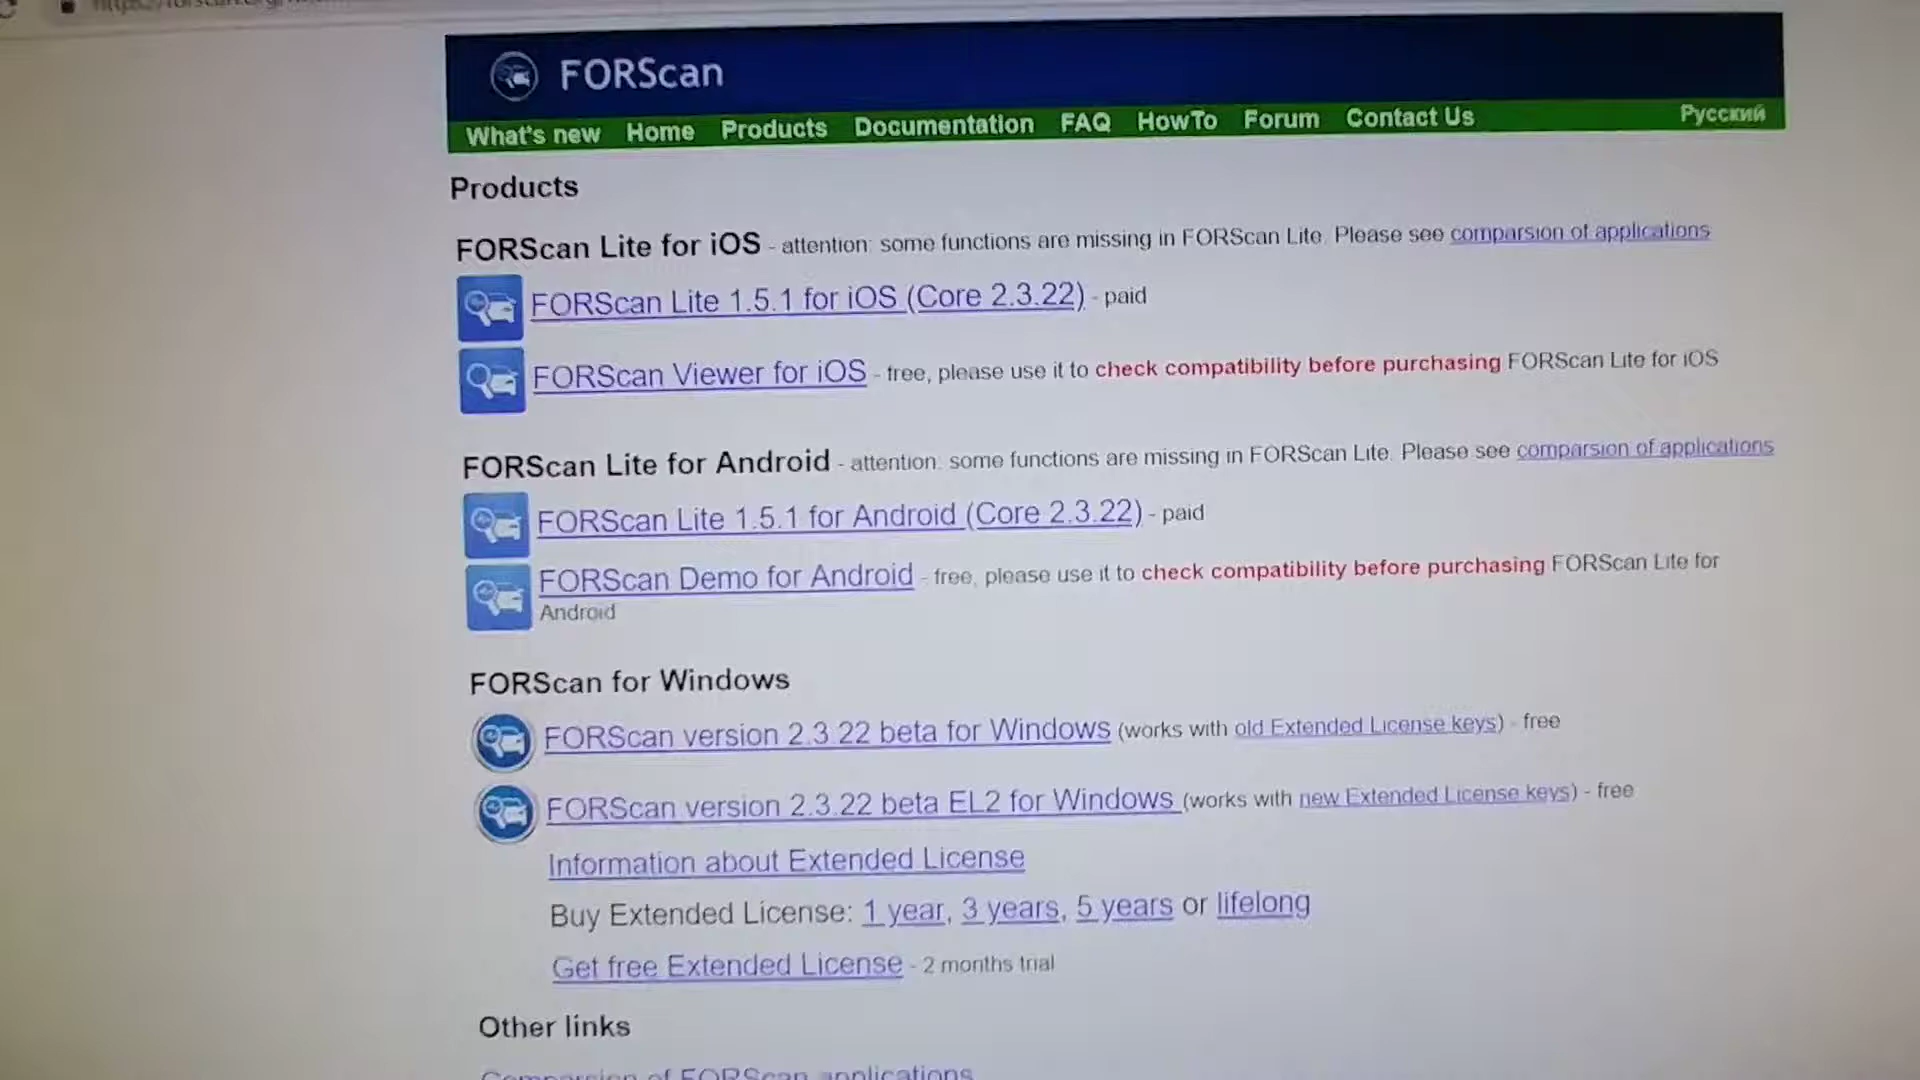 FORScan
What's new Home Products Documentation FAQ HowTo Forum Contact Us Русский
Products
FORScan Lite for iOS - attention: some functions are missing in FORScan Lite. Please see comparsion of applications
FORScan Lite 1.5.1 for iOS (Core 2.3.22) - paid
FORScan Viewer for iOS - free, please use it to check compatibility before purchasing FORScan Lite for iOS
FORScan Lite for Android - attention: some functions are missing in FORScan Lite. Please see comparsion of applications
FORScan Lite 1.5.1 for Android (Core 2.3.22) - paid
FORScan Demo for Android - free, please use it to check compatibility before purchasing FORScan Lite for
Android
FORScan for Windows
FORScan version 2.3.22 beta for Windows (works with old Extended License keys) - free
FORScan version 2.3.22 beta EL2 for Windows (works with new Extended License keys) - free
Information about Extended License
Buy Extended License: 1 year, 3 years, 5 years or lifelong
Get free Extended License - 2 months trial
Other links
Comparsion of FORScan applications